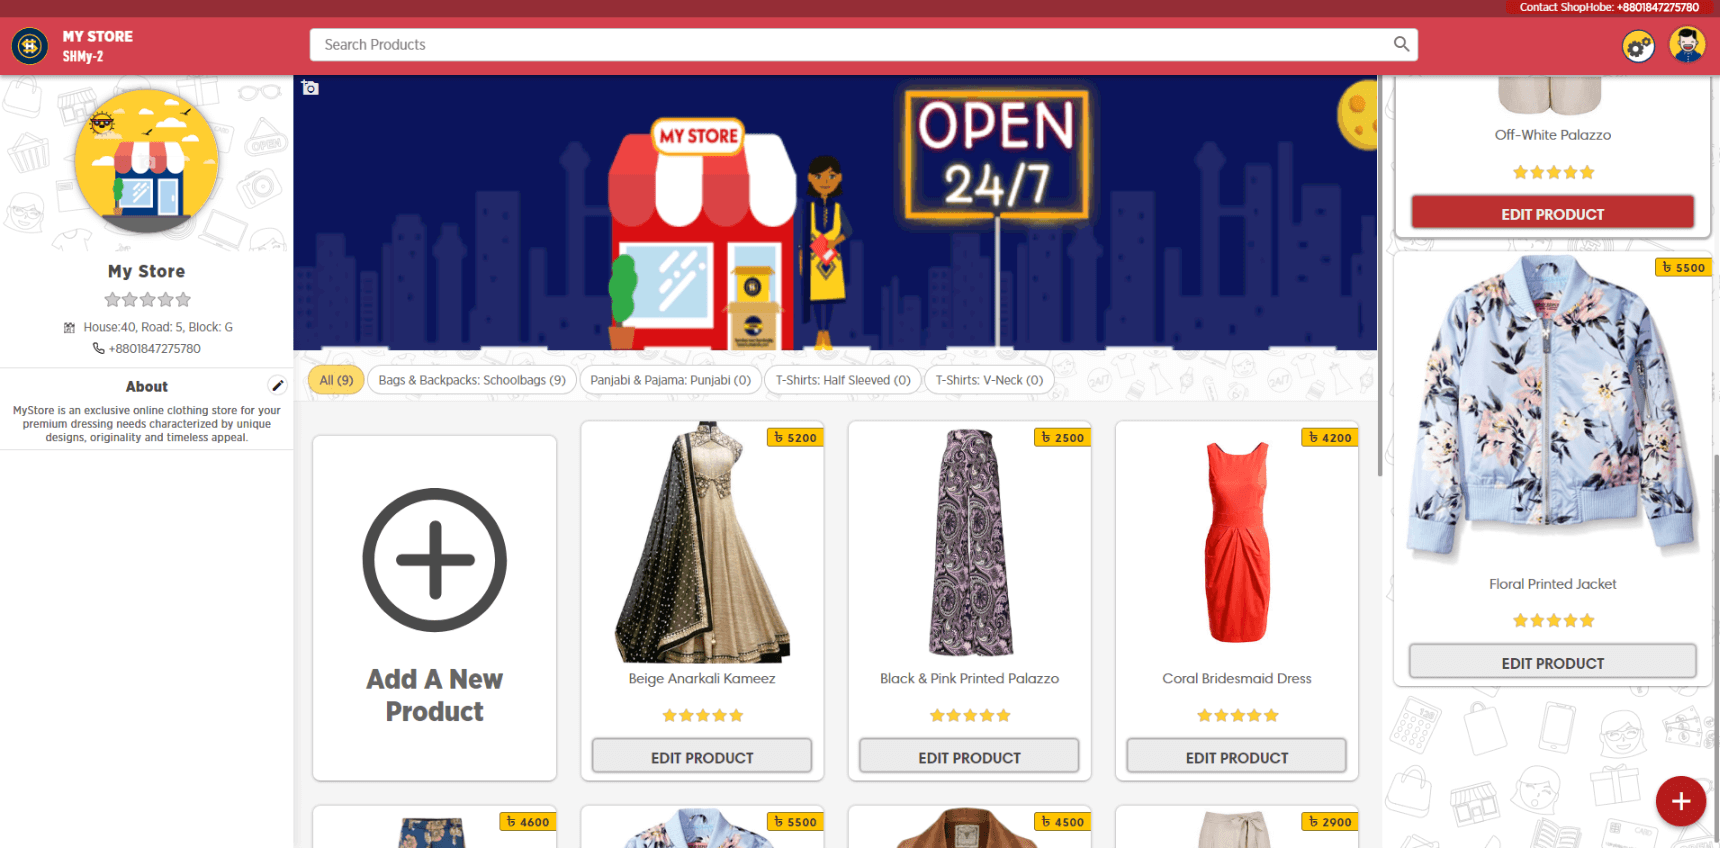 Contact ShopHobe: +8801847275780
MY STORE
SHMy-2
Search Products
MY STORE
OPEN
24/7
My Store
House:40, Road: 5, Block: G
+8801847275780
About
MyStore is an exclusive online clothing store for your
premium dressing needs characterized by unique
designs, originality and timeless appeal.
All (9)
Bags & Backpacks: Schoolbags (9)
Panjabi & Pajama: Punjabi (0)
T-Shirts: Half Sleeved (0)
T-Shirts: V-Neck (0)
Add A New
Product
৳ 5200
Beige Anarkali Kameez
EDIT PRODUCT
৳ 2500
Black & Pink Printed Palazzo
EDIT PRODUCT
৳ 4200
Coral Bridesmaid Dress
EDIT PRODUCT
৳ 4600
৳ 5500
৳ 4500
৳ 2900
Off-White Palazzo
EDIT PRODUCT
৳ 5500
Floral Printed Jacket
EDIT PRODUCT